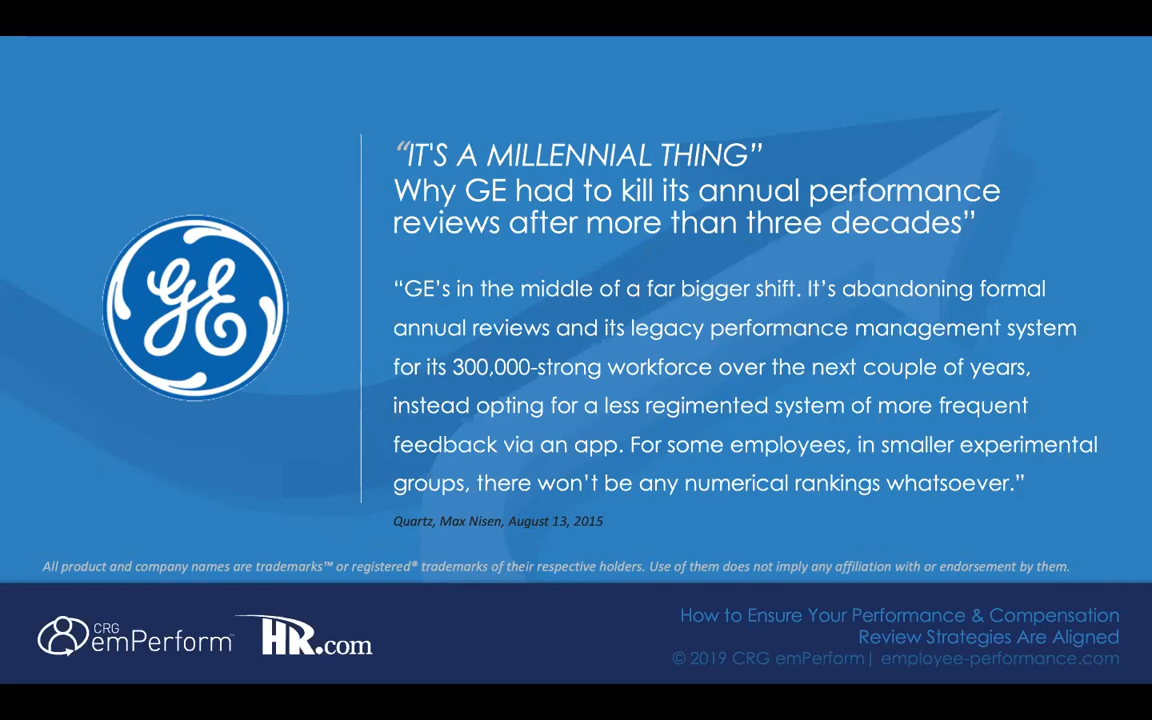 “IT'S A MILLENNIAL THING”
Why GE had to kill its annual performance
reviews after more than three decades”
GE
“GE’s in the middle of a far bigger shift. It’s abandoning formal
annual reviews and its legacy performance management system
for its 300,000-strong workforce over the next couple of years,
instead opting for a less regimented system of more frequent
feedback via an app. For some employees, in smaller experimental
groups, there won’t be any numerical rankings whatsoever.”
Quartz, Max Nisen, August 13, 2015
All product and company names are trademarks™ or registered® trademarks of their respective holders. Use of them does not imply any affiliation with or endorsement by them.
CRG
emPerform™
HR.com
How to Ensure Your Performance & Compensation
Review Strategies Are Aligned
© 2019 CRG emPerform| employee-performance.com